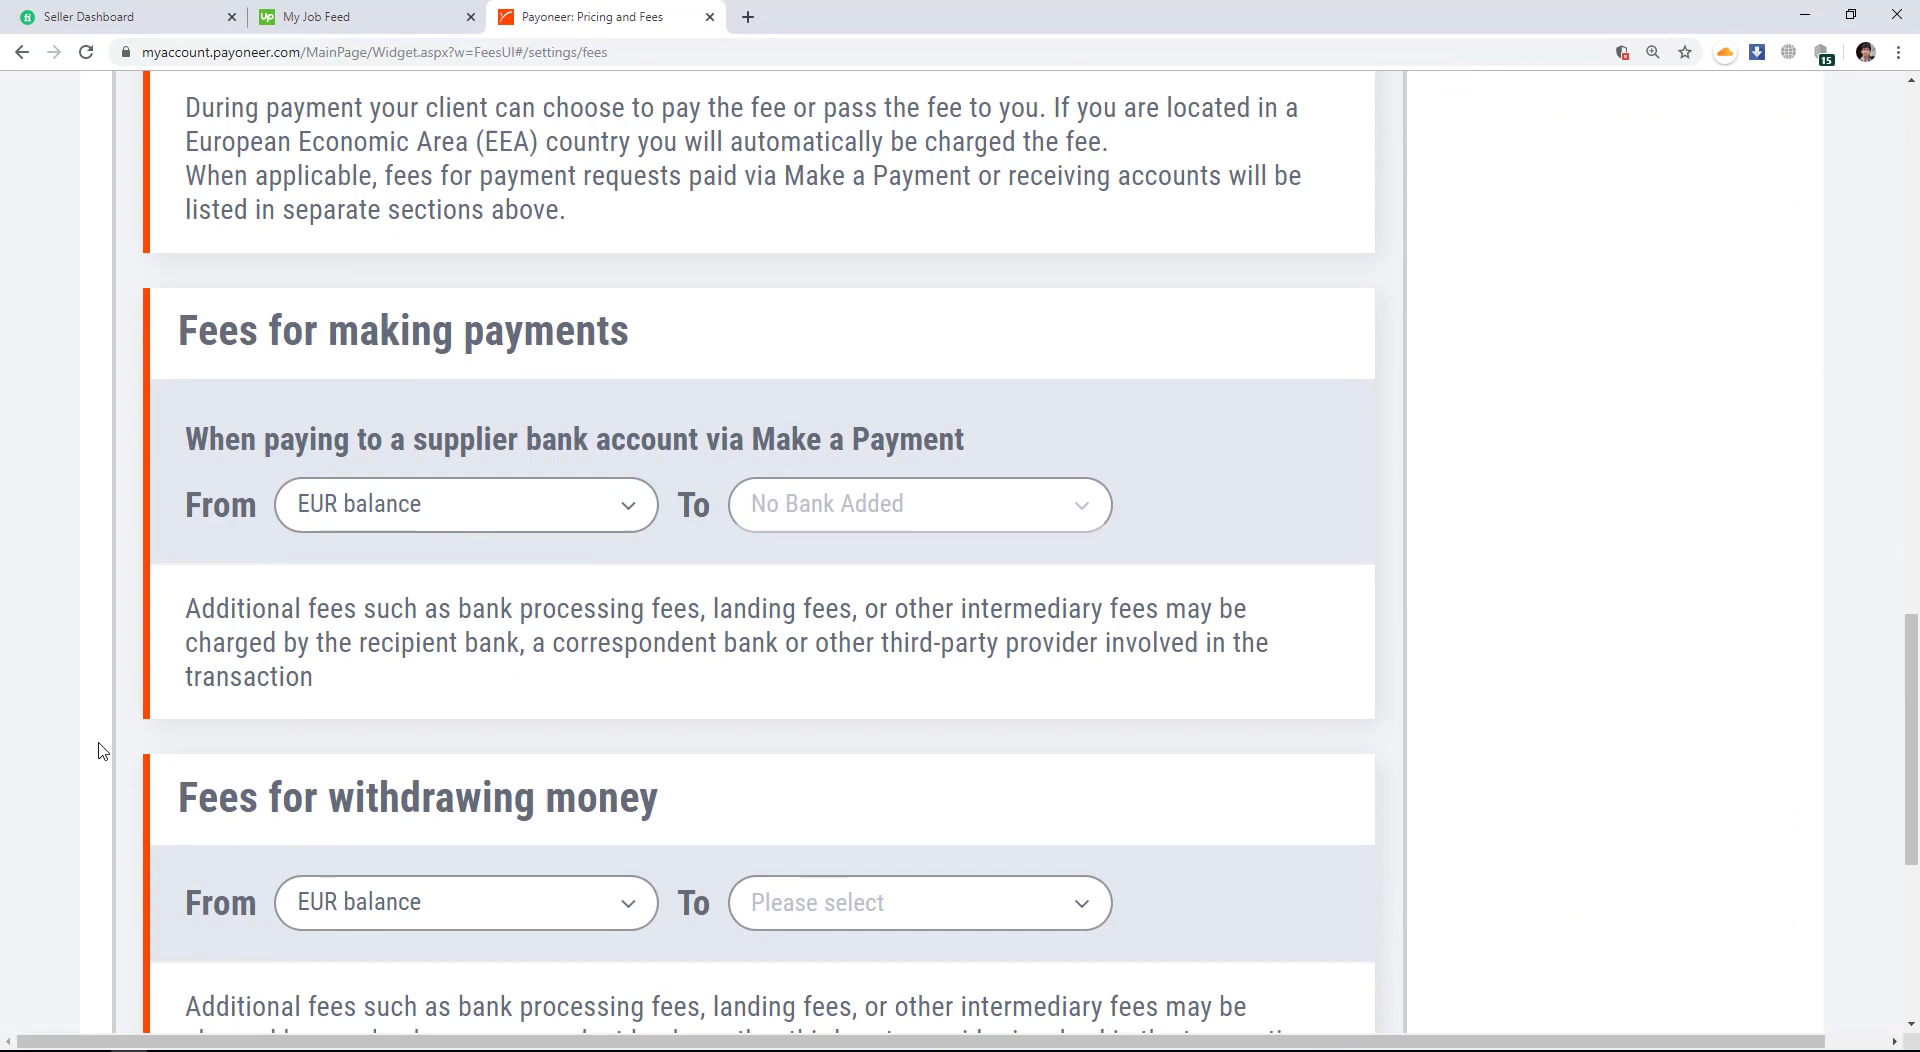 Seller Dashboard
My Job Feed
Payoneer: Pricing and Fees
myaccount.payoneer.com/MainPage/Widget.aspx?w=FeesUI#/settings/fees
15
During payment your client can choose to pay the fee or pass the fee to you. If you are located in a
European Economic Area (EEA) country you will automatically be charged the fee.
When applicable, fees for payment requests paid via Make a Payment or receiving accounts will be
listed in separate sections above.
Fees for making payments
When paying to a supplier bank account via Make a Payment
From EUR balance To No Bank Added
Additional fees such as bank processing fees, landing fees, or other intermediary fees may be
charged by the recipient bank, a correspondent bank or other third-party provider involved in the
transaction
Fees for withdrawing money
From EUR balance To Please select
Additional fees such as bank processing fees, landing fees, or other intermediary fees may be